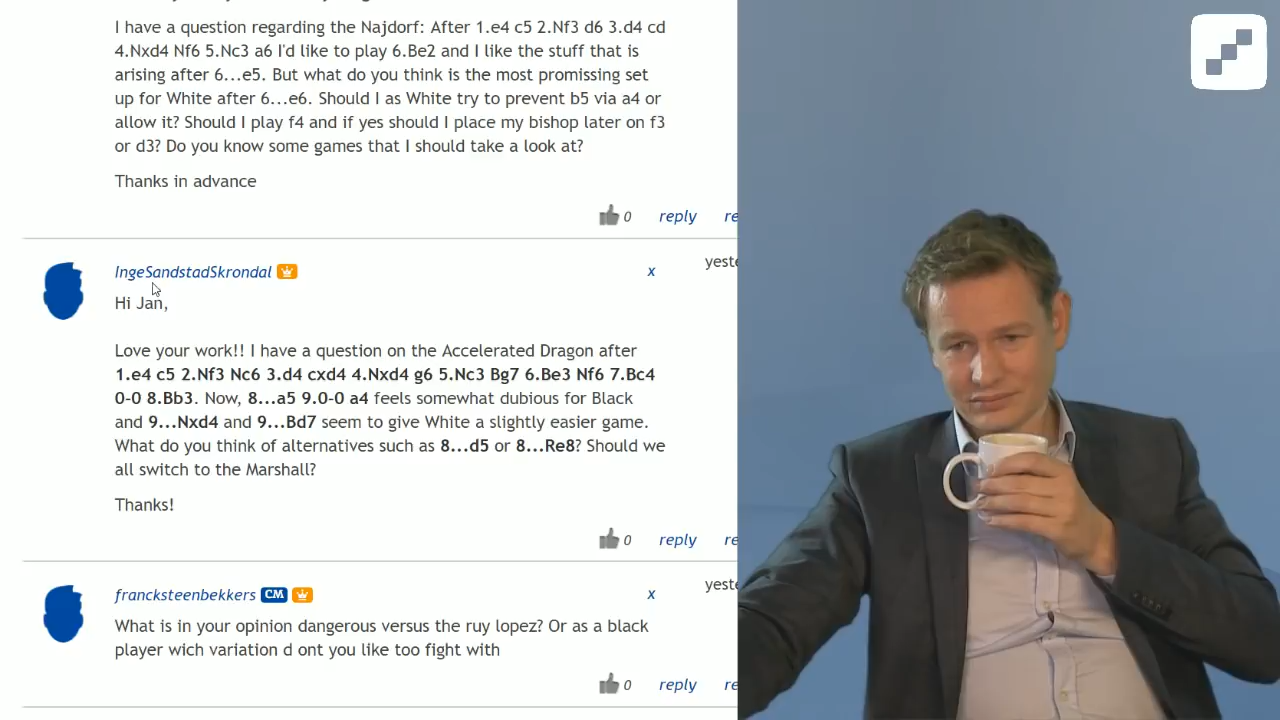 I have a question regarding the Najdorf: After 1.e4 c5 2.Nf3 d6 3.d4 cd
4.Nxd4 Nf6 5.Nc3 a6 I'd like to play 6.Be2 and I like the stuff that is
arising after 6...e5. But what do you think is the most promissing set
up for White after 6...e6. Should I as White try to prevent b5 via a4 or
allow it? Should I play f4 and if yes should I place my bishop later on f3
or d3? Do you know some games that I should take a look at?
Thanks in advance
0 reply re
IngeSandstadSkrondal x yeste
Hi Jan,
Love your work!! I have a question on the Accelerated Dragon after
1.e4 c5 2.Nf3 Nc6 3.d4 cxd4 4.Nxd4 g6 5.Nc3 Bg7 6.Be3 Nf6 7.Bc4
0-0 8.Bb3. Now, 8...a5 9.0-0 a4 feels somewhat dubious for Black
and 9...Nxd4 and 9...Bd7 seem to give White a slightly easier game.
What do you think of alternatives such as 8...d5 or 8...Re8? Should we
all switch to the Marshall?
Thanks!
0 reply re
francksteenbekkers CM x yeste
What is in your opinion dangerous versus the ruy lopez? Or as a black
player wich variation d ont you like too fight with
0 reply re